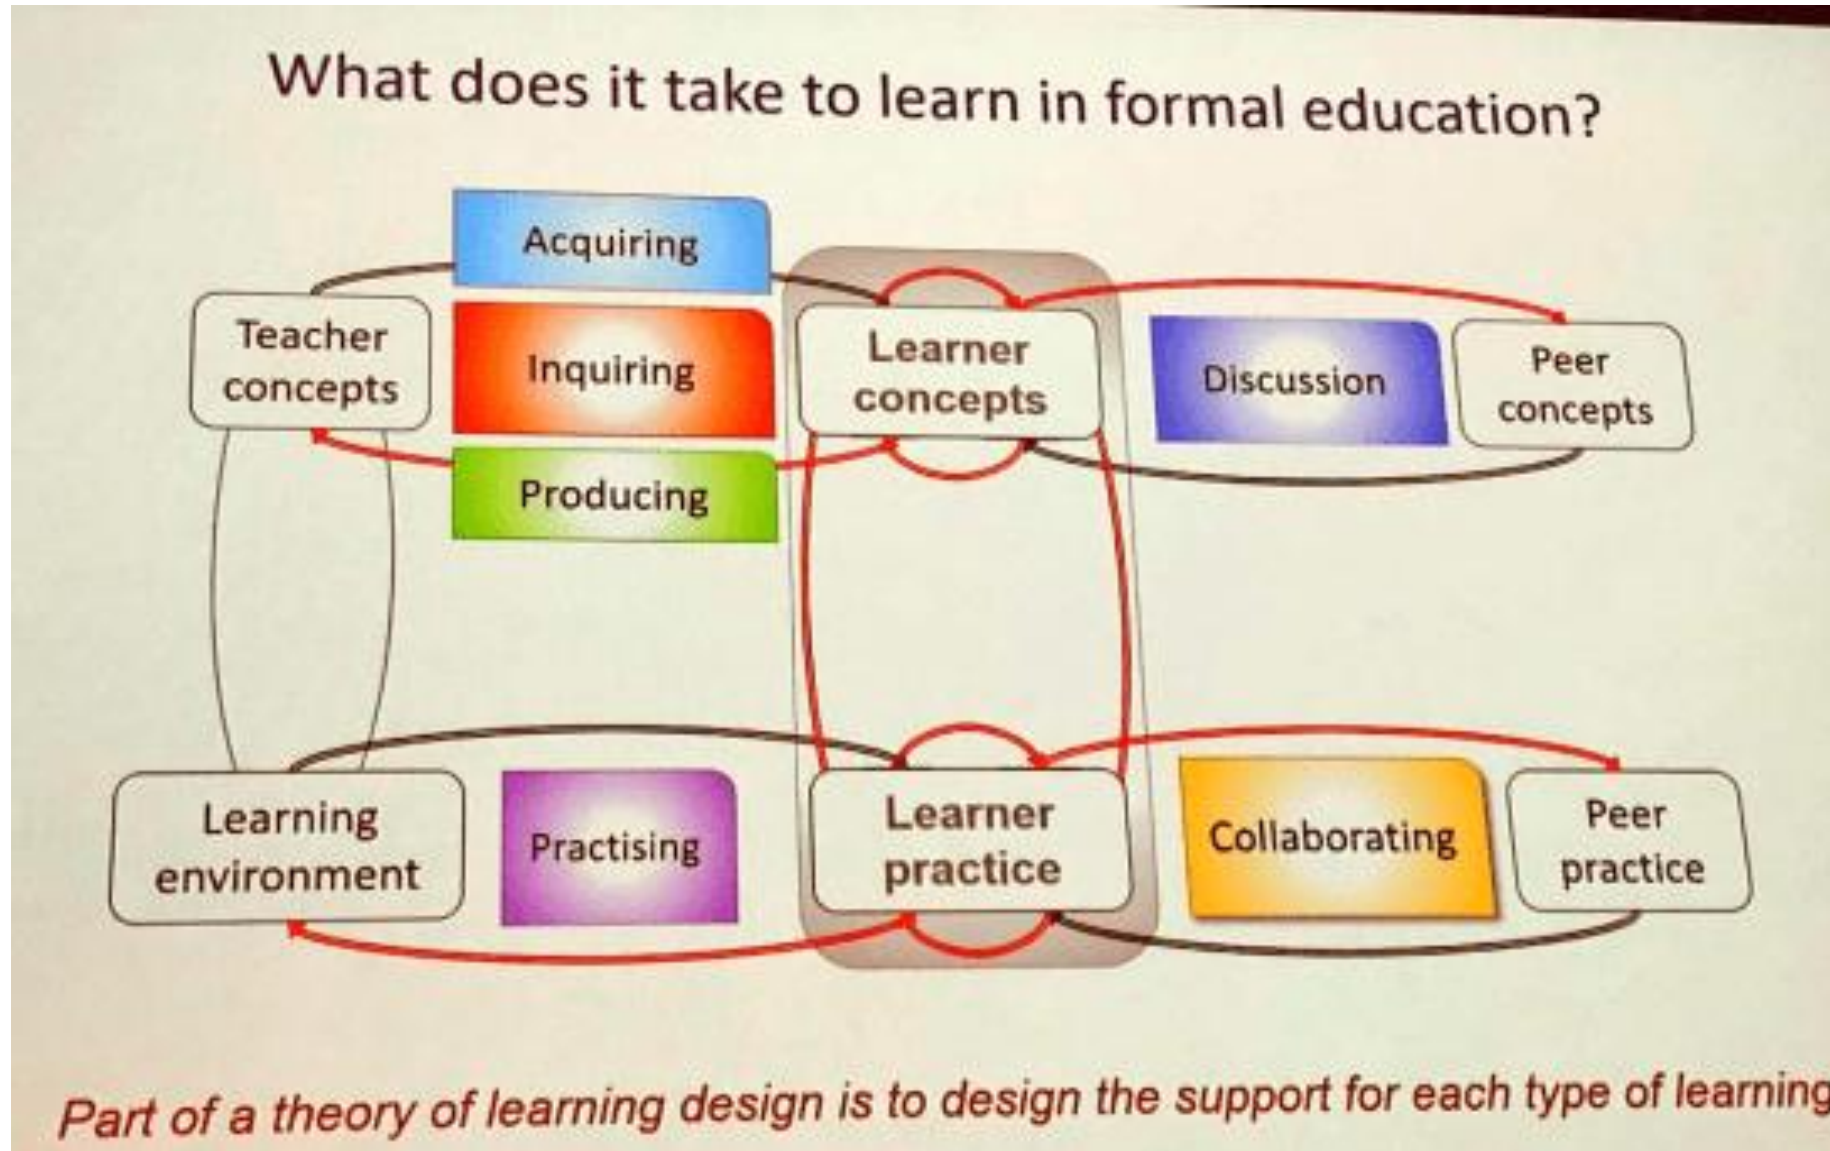 What does it take to learn in formal education?
Acquiring
Teacher
concepts
Inquiring
Learner
concepts
Discussion
Peer
concepts
Producing
Learning
environment
Practising
Learner
practice
Collaborating
Peer
practice
Part of a theory of learning design is to design the support for each type of learning